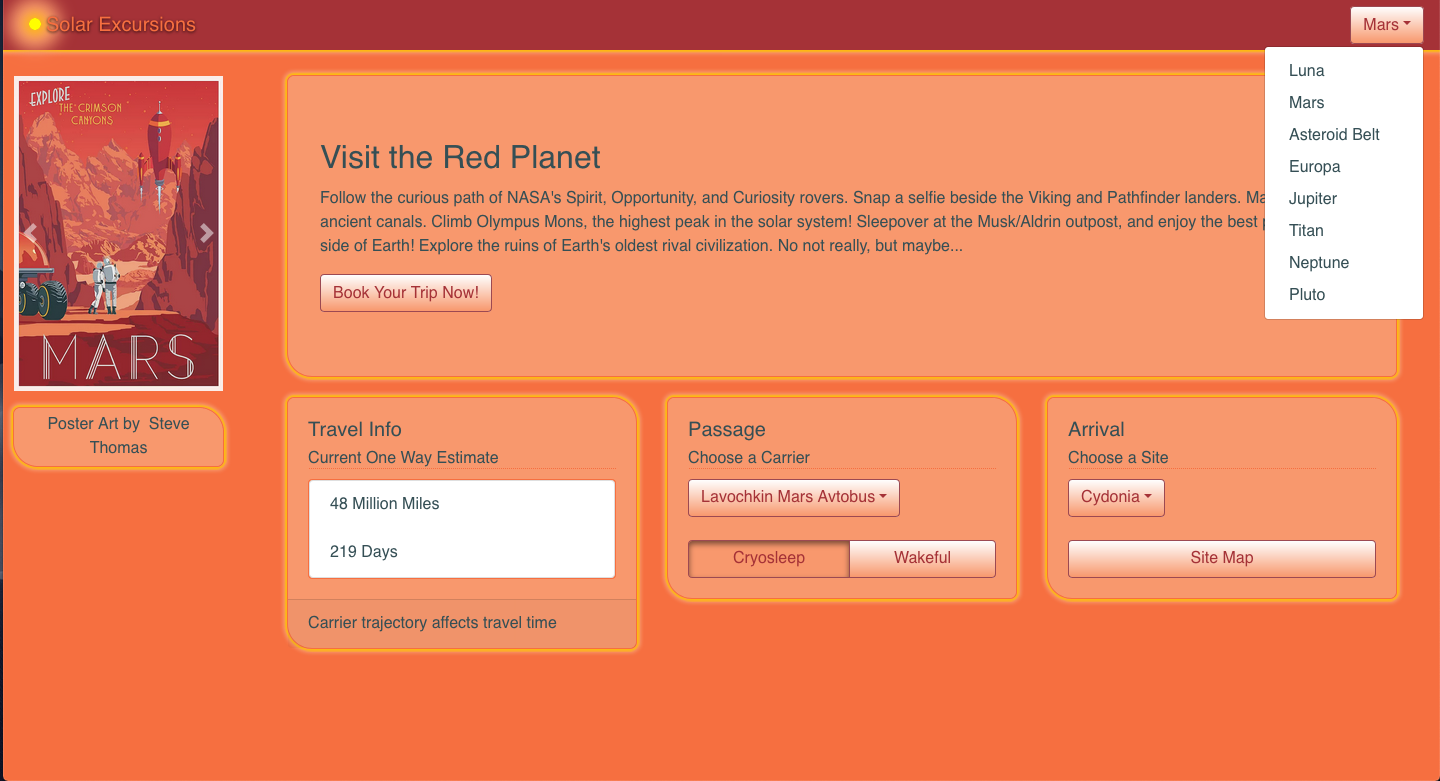 Solar Excursions
Mars
Luna
Mars
Asteroid Belt
Europa
Jupiter
Titan
Neptune
Pluto
EXPLORE
THE CRIMSON
CANYONS
MARS
Poster Art by  Steve
Thomas
Visit the Red Planet
Follow the curious path of NASA's Spirit, Opportunity, and Curiosity rovers. Snap a selfie beside the Viking and Pathfinder landers.
ancient canals. Climb Olympus Mons, the highest peak in the solar system! Sleepover at the Musk/Aldrin outpost, and enjoy the best
side of Earth! Explore the ruins of Earth's oldest rival civilization. No not really, but maybe...
Book Your Trip Now!
Travel Info
Current One Way Estimate
48 Million Miles
219 Days
Carrier trajectory affects travel time
Passage
Choose a Carrier
Lavochkin Mars Avtobus
Cryosleep
Wakeful
Arrival
Choose a Site
Cydonia
Site Map